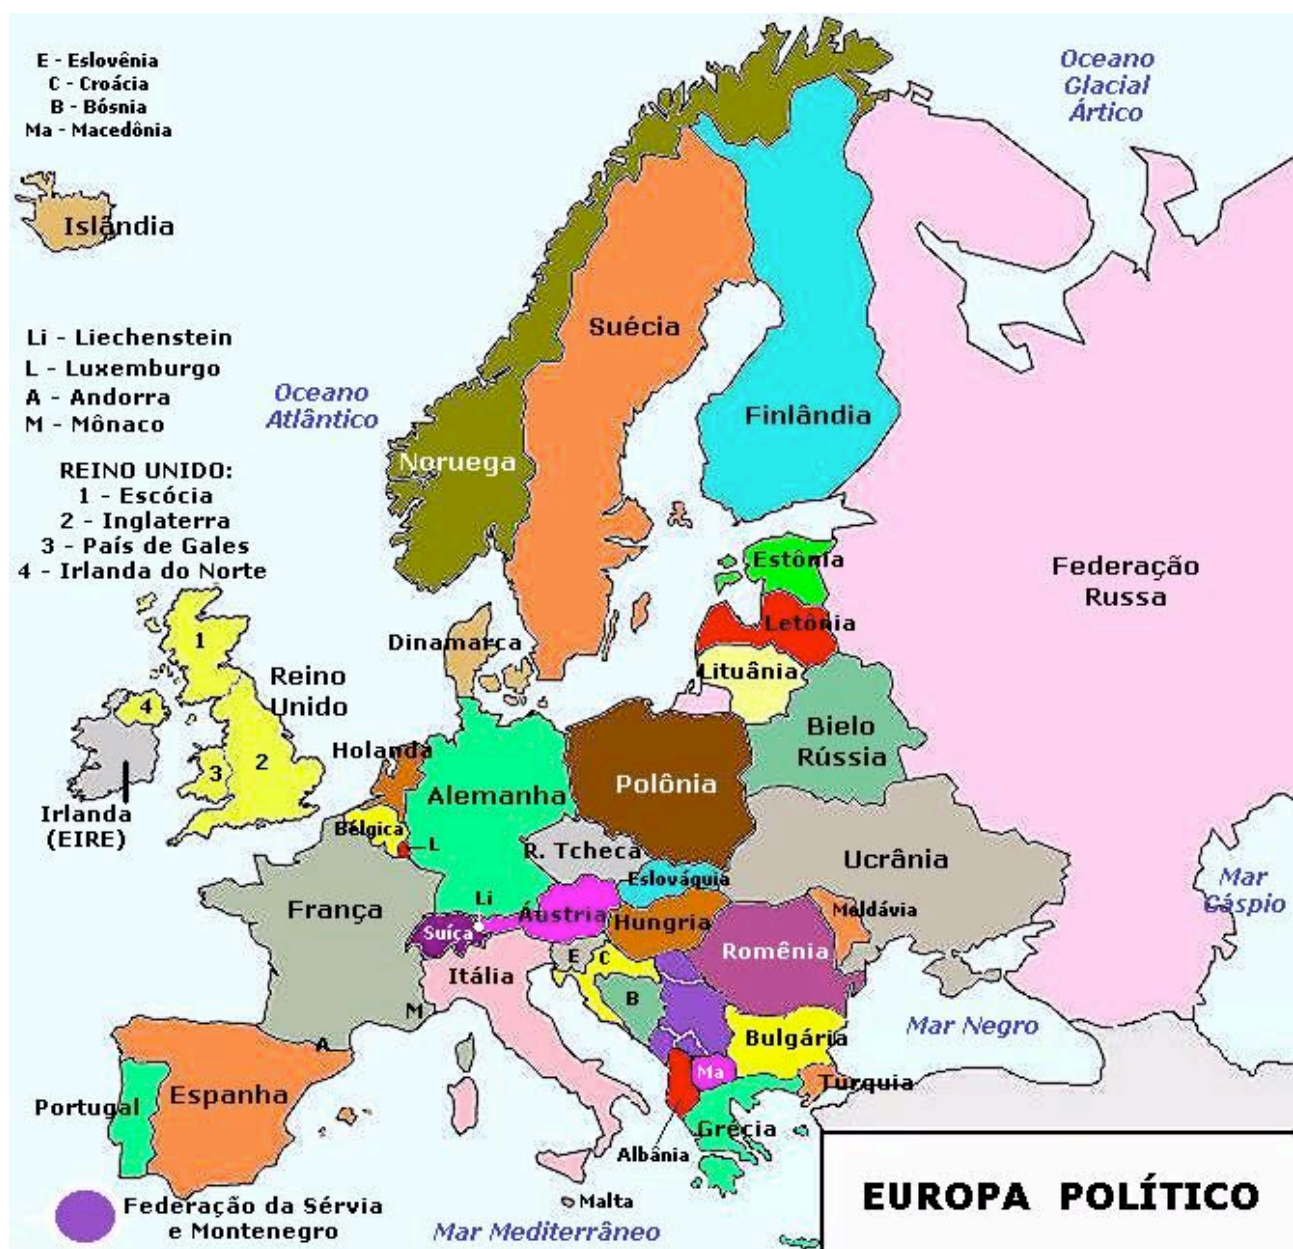 E - Eslovênia
C - Croácia
B - Bósnia
Ma - Macedônia
Oceano
Glacial
Ártico
Islândia
Li - Liechenstein
L - Luxemburgo
A - Andorra
M - Mônaco
Oceano
Atlântico
Suécia
Finlândia
Noruega
REINO UNIDO:
1 - Escócia
2 - Inglaterra
3 - País de Gales
4 - Irlanda do Norte
Estônia
Federação
Russa
Letônia
Dinamarca
1
Lituânia
Reino
Unido
4
Bielo
Rússia
Holanda
2
3
Polônia
Alemanha
Irlanda
(EIRE)
Bélgica
L
R. Tcheca
Ucrânia
Eslováquia
Mar
Cáspio
Li
França
Áustria
Hungria
Moldávia
Suíça
Romênia
E
C
Itália
B
M
Mar Negro
Bulgária
A
Ma
Turquia
Espanha
Portugal
Grécia
Albânia
EUROPA POLÍTICO
Malta
Federação da Sérvia
e Montenegro
Mar Mediterrâneo